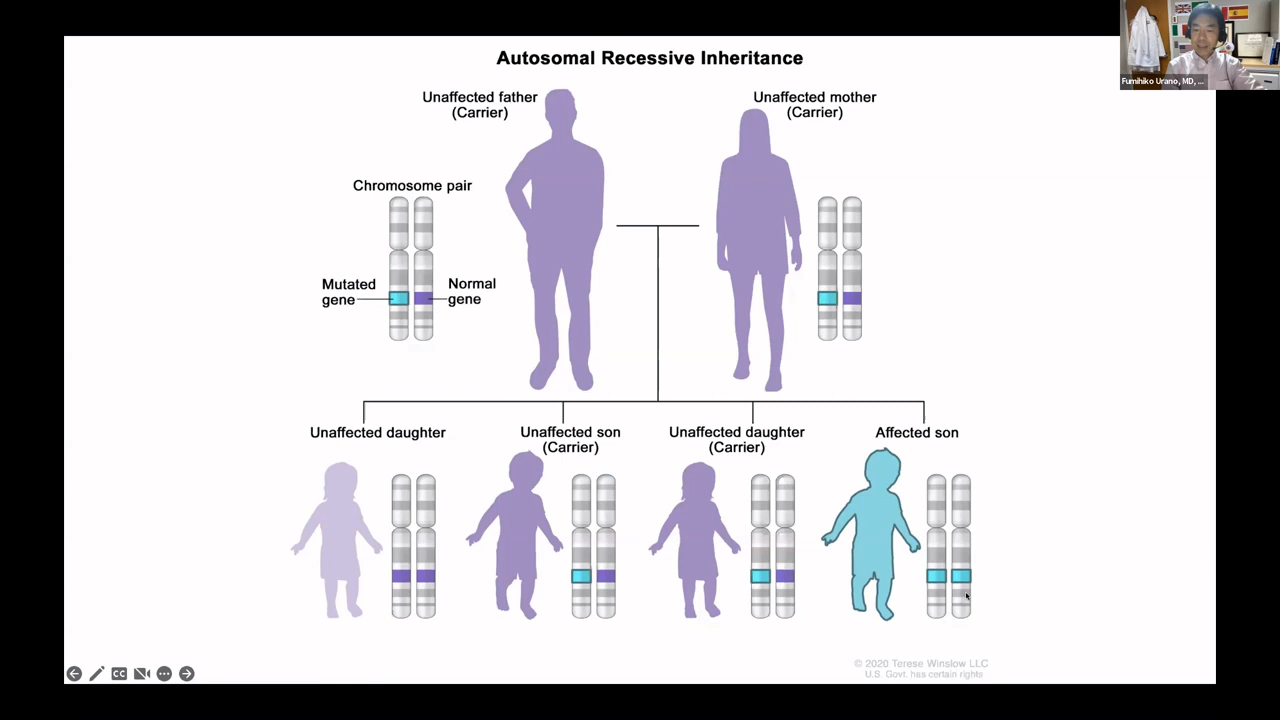 Autosomal Recessive Inheritance
Fumihiko Urano, MD, ...
Unaffected father
(Carrier)
Unaffected mother
(Carrier)
Chromosome pair
Mutated
gene
Normal
gene
Unaffected daughter
Unaffected son
(Carrier)
Unaffected daughter
(Carrier)
Affected son
CC
© 2020 Terese Winslow LLC
U.S. Govt. has certain rights